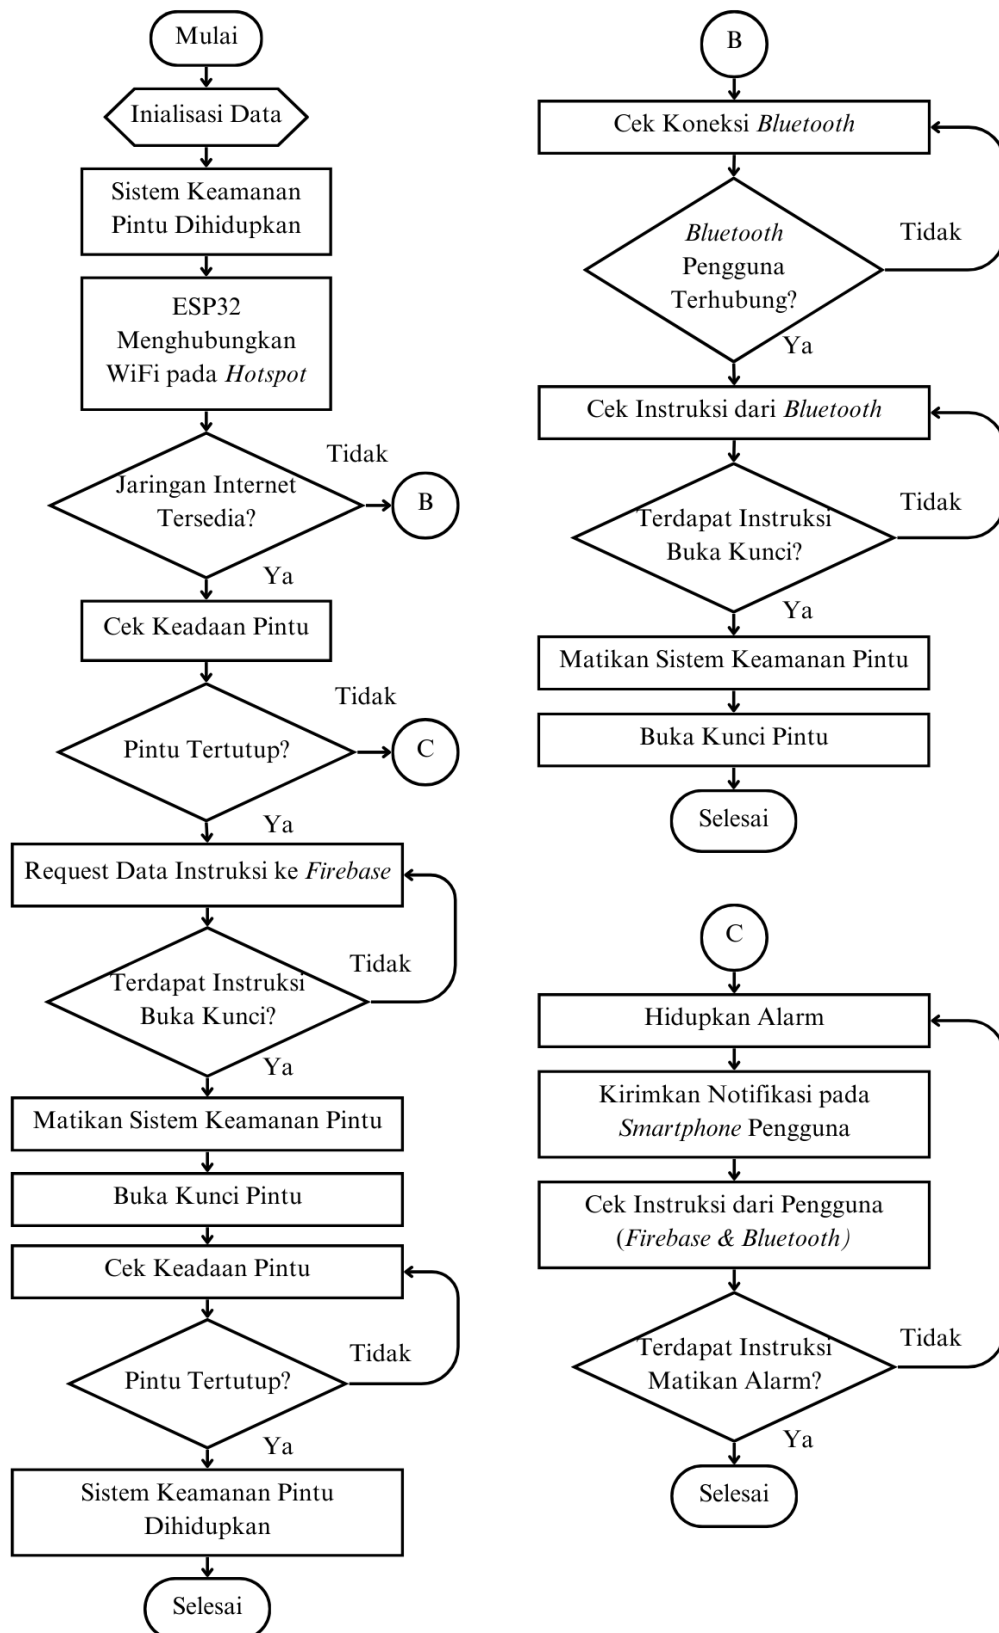 Mulai
Inialisasi Data
Sistem Keamanan
Pintu Dihidupkan
ESP32
Menghubungkan
WiFi pada Hotspot
Tidak
Jaringan Internet
Tersedia?
B
Ya
Cek Keadaan Pintu
Tidak
Pintu Tertutup?
C
Ya
Request Data Instruksi ke Firebase
Tidak
Terdapat Instruksi
Buka Kunci?
Ya
Matikan Sistem Keamanan Pintu
Buka Kunci Pintu
Cek Keadaan Pintu
Tidak
Pintu Tertutup?
Ya
Sistem Keamanan Pintu
Dihidupkan
Selesai
B
Cek Koneksi Bluetooth
Tidak
Bluetooth
Pengguna
Terhubung?
Ya
Cek Instruksi dari Bluetooth
Tidak
Terdapat Instruksi
Buka Kunci?
Ya
Matikan Sistem Keamanan Pintu
Buka Kunci Pintu
Selesai
C
Hidupkan Alarm
Kirimkan Notifikasi pada
Smartphone Pengguna
Cek Instruksi dari Pengguna
(Firebase & Bluetooth)
Tidak
Terdapat Instruksi
Matikan Alarm?
Ya
Selesai